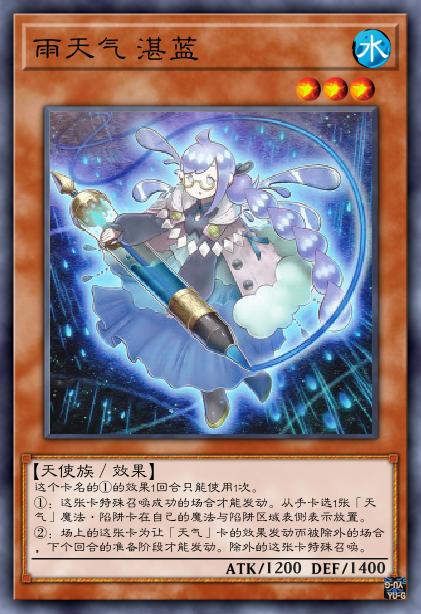 雨天气 湛蓝
水
【天使族/效果】
这个卡名的①的效果1回合只能使用1次。
①：这张卡特殊召唤成功的场合才能发动。从手卡选1张「天
气」魔法·陷阱卡在自己的魔法与陷阱区域表侧表示放置。
②：场上的这张卡为让「天气」卡的效果发动而被除外的场合
，下个回合的准备阶段才能发动。除外的这张卡特殊召唤。
ATK/1200 DEF/1400